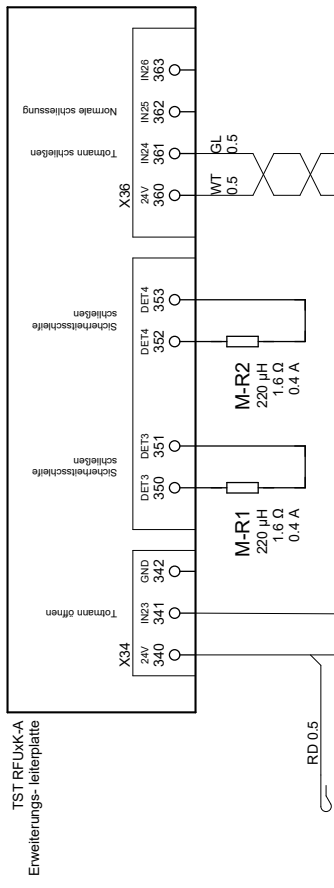 TST RFUxK-A
Erweiterungs- leiterplatte
Totmann öffnen
Sicherheitsschleife
schließen
Sicherheitsschleife
schließen
Totmann schließen
Normale schliessung
X34
24V
340
IN23
341
GND
342
DET3
350
DET3
351
DET4
352
DET4
353
X36
24V
360
IN24
361
IN25
362
IN26
363
M-R1
220 µH
1.6 Ω
0.4 A
M-R2
220 µH
1.6 Ω
0.4 A
WT
0.5
GL
0.5
RD 0.5